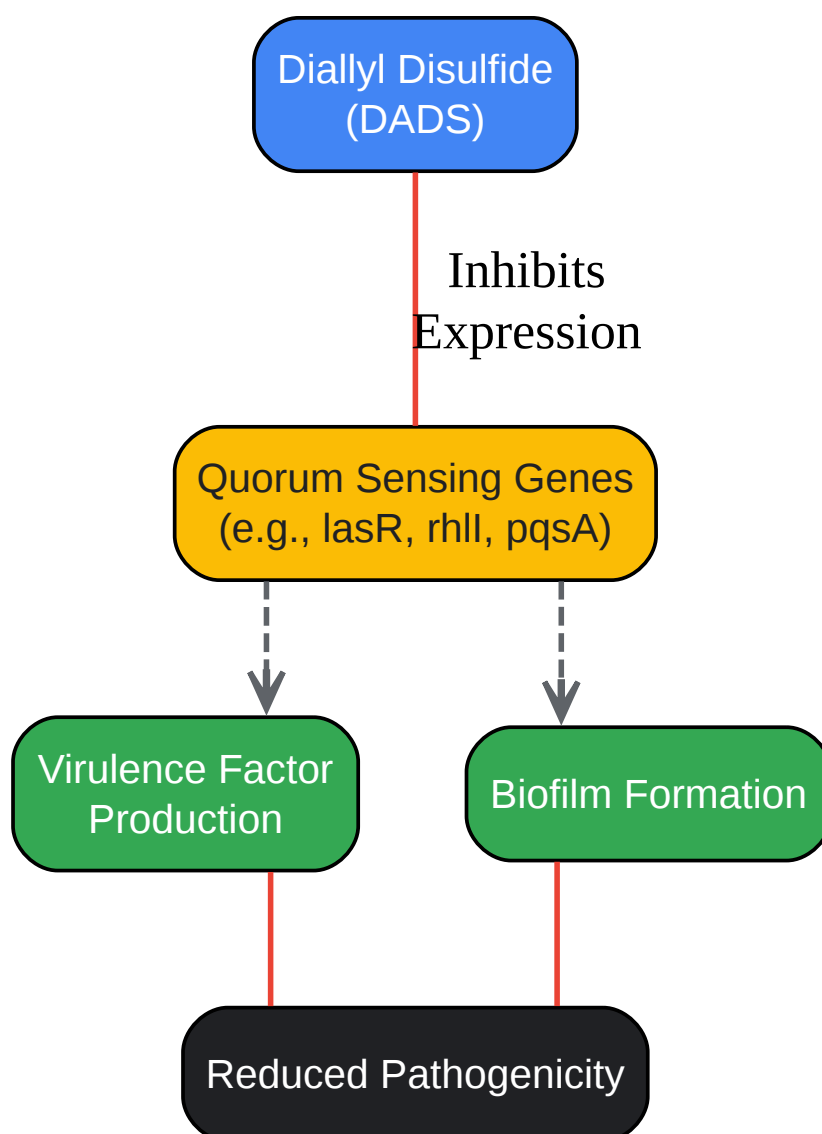 Diallyl Disulfide
(DADS)
Inhibits
Expression
Quorum Sensing Genes
(e.g., lasR, rhlI, pqsA)
Virulence Factor
Production
Biofilm Formation
Reduced Pathogenicity